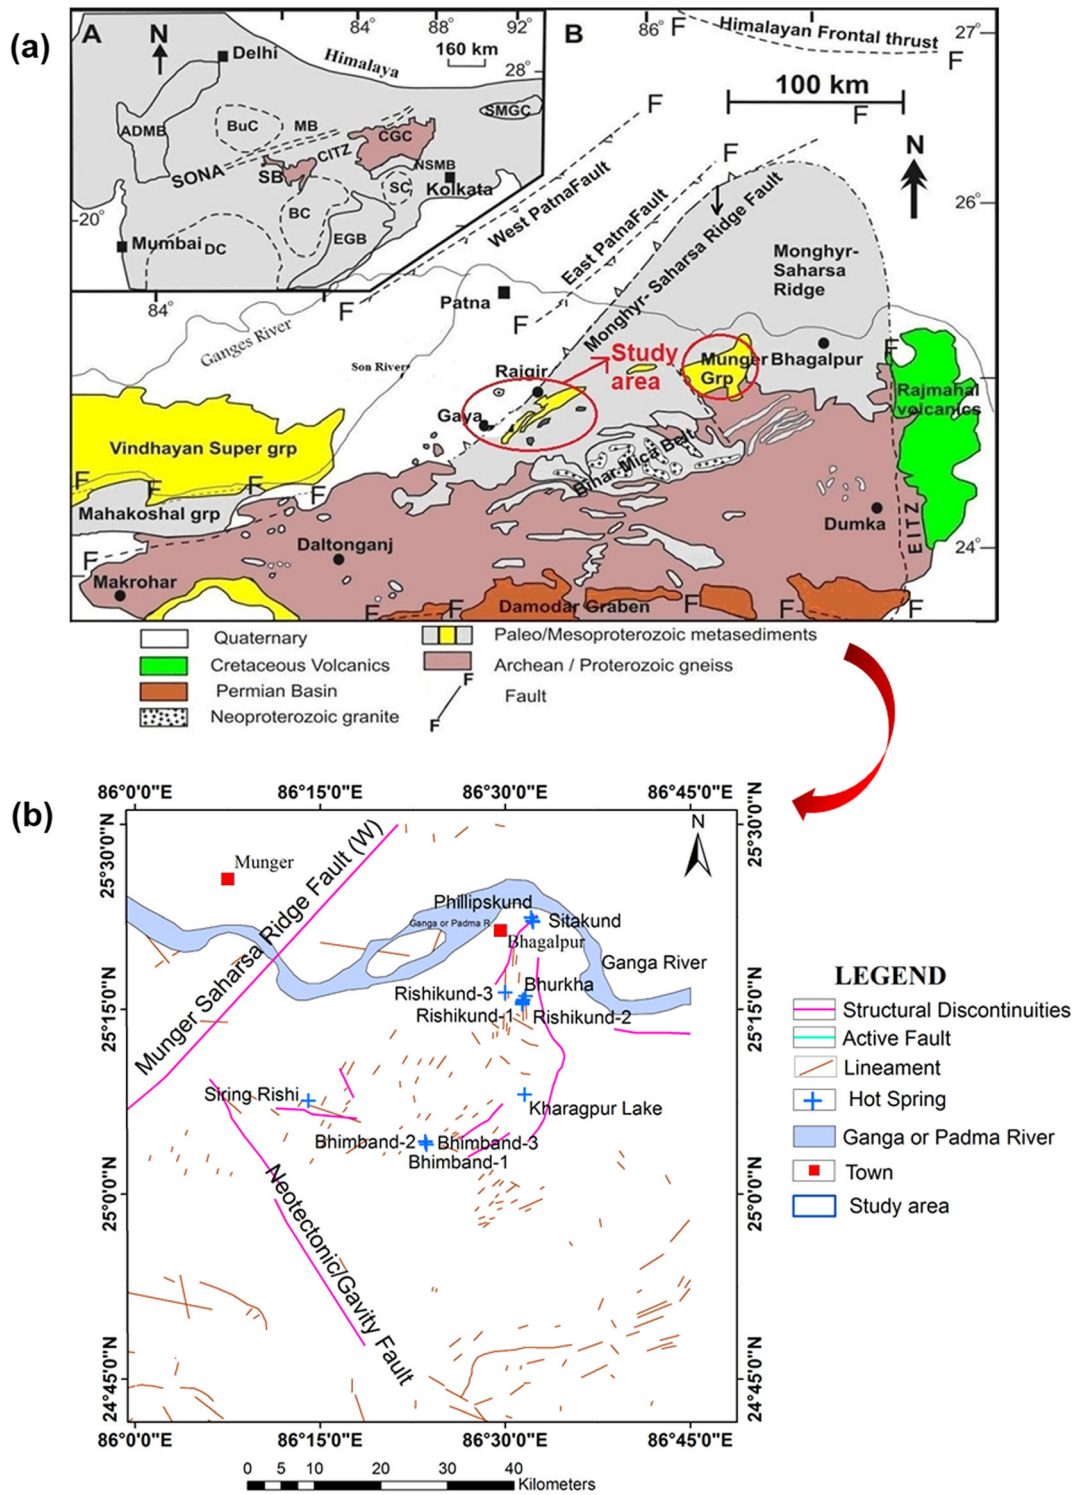 (a)
A
N
84°
88
92
160 km
Delhi
Himalaya
28°
ADMB
BuC
MB
CGC
SMGC
SONA
CITZ
SB
NSMB
SC
Kolkata
20°
BC
Mumbai
DC
EGB
84°
B
86°
F
Himalayan Frontal thrust
27°
F
100 km
F
F
N
F
26°
West PatnaFault
East PatnaFault
Monghyr- Saharsa Ridge Fault
Monghyr-
Saharsa
Ridge
Patna
F
F
Ganges River
Son River
Rajgir
Study
area
Munger
Grp
Bhagalpur
F
Gaya
Rajmahal
volcanics
Vindhayan Super grp
Bihar-Mica Belt
F
F
F
F
Mahakoshal grp
Dumka
EITZ
24°
Daltonganj
F
Makrohar
Damodar Graben
F
F
F
F
F
Quaternary
Paleo/Mesoproterozoic metasediments
Cretaceous Volcanics
Archean / Proterozoic gneiss
Permian Basin
F
Fault
Neoproterozoic granite
F
(b)
86°0'0"E
86°15'0"E
86°30'0"E
86°45'0"E
25°30'0"N
25°30'0"N
N
Munger
Munger Saharsa Ridge Fault (W)
Phillipskund
Sitakund
Ganga or Padma R
Bhagalpur
Ganga River
Bhurkha
Rishikund-3
Rishikund-1
Rishikund-2
25°15'0"N
25°15'0"N
Siring Rishi
Kharagpur Lake
Bhimband-2
Bhimband-3
Bhimband-1
25°0'0"N
25°0'0"N
Neotectonic/Gavity Fault
24°45'0"N
24°45'0"N
86°0'0"E
86°15'0"E
86°30'0"E
86°45'0"E
0
5
10
20
30
40
Kilometers
LEGEND
Structural Discontinuities
Active Fault
Lineament
Hot Spring
Ganga or Padma River
Town
Study area